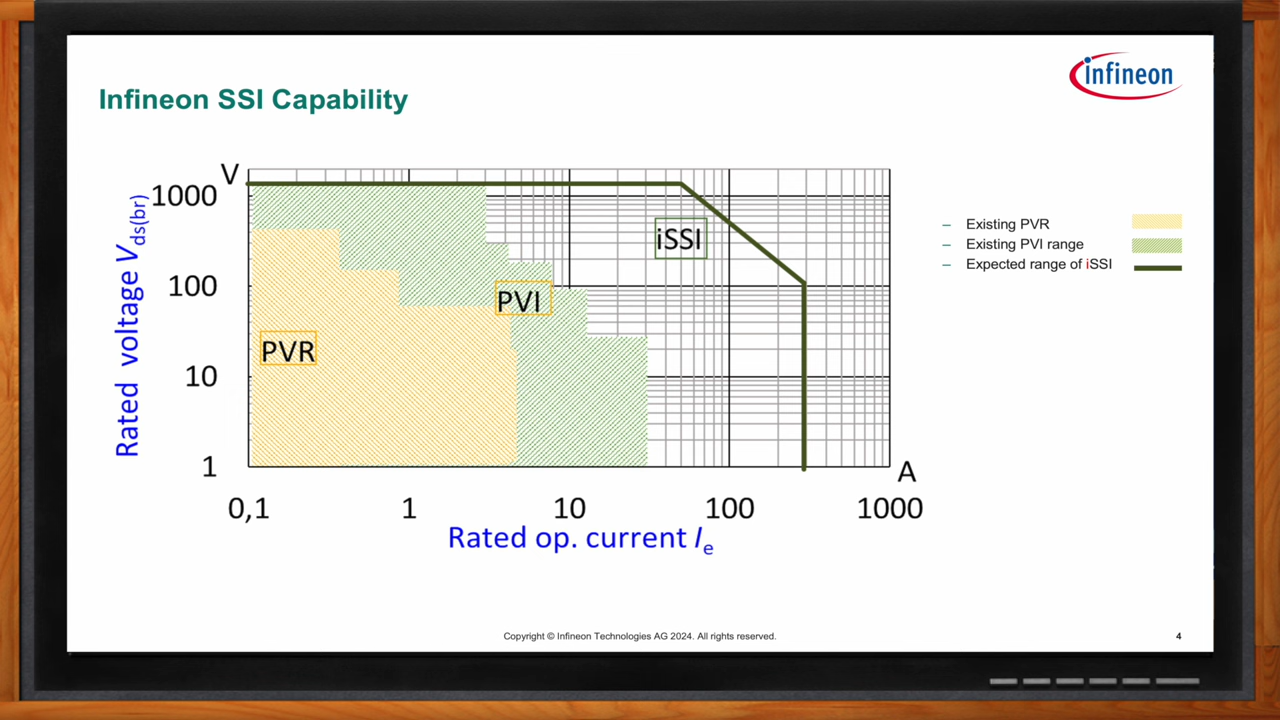 infineon
Infineon SSI Capability
V
1000
100
10
1
Rated voltage Vds(br)
iSSI
PVI
PVR
A
0,1 1 10 100 1000
Rated op. current Ie
– Existing PVR
– Existing PVI range
– Expected range of iSSI
Copyright © Infineon Technologies AG 2024. All rights reserved.
4